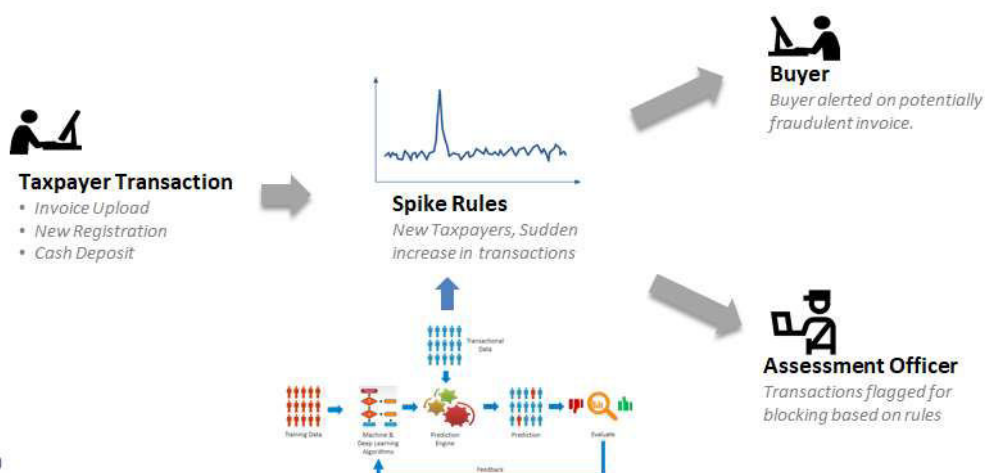 Taxpayer Transaction
• Invoice Upload
• New Registration
• Cash Deposit
Spike Rules
New Taxpayers, Sudden
increase in transactions
Buyer
Buyer alerted on potentially
fraudulent invoice.
Assessment Officer
Transactions flagged for
blocking based on rules
Transactional
Data
Training Data
Machine &
Deep Learning
Algorithms
Prediction
Engine
Prediction
Evaluate
Feedback